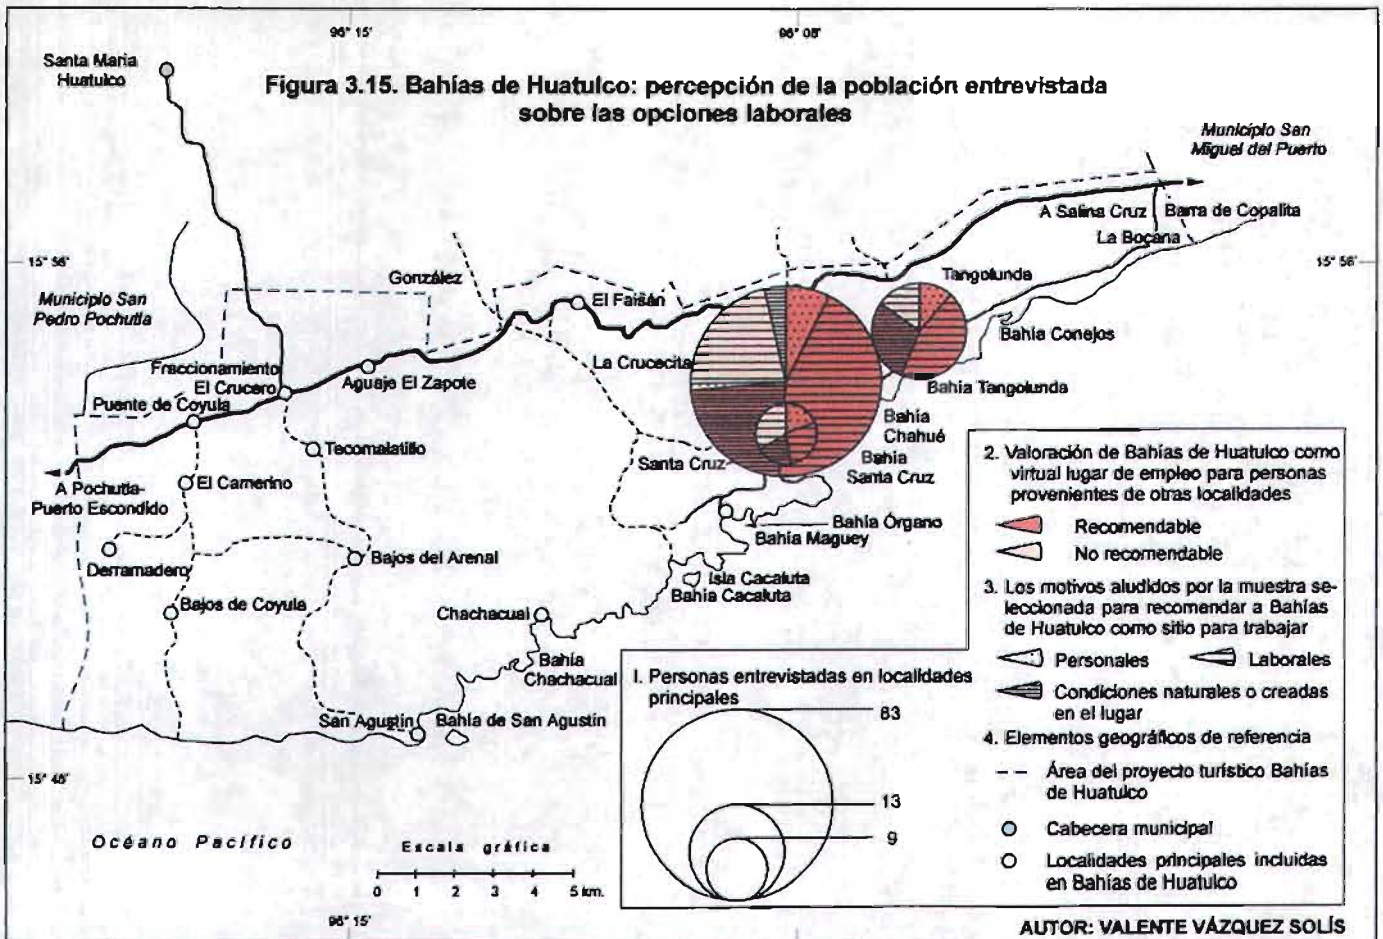 96° 15'
96° 05'
Santa María
Huatulco
Figura 3.15. Bahías de Huatulco: percepción de la población entrevistada
sobre las opciones laborales
Municipio San
Miguel del Puerto
A Salina Cruz
Barra de Copalita
La Bocana
15° 56'
15° 56'
González
Tangolunda
Municipio San
Pedro Pochutla
El Faisán
Bahía Conejos
La Crucecita
Fraccionamiento
El Crucero
Aguaje El Zapote
Bahía Tangolunda
Puente de Coyula
Bahía
Chahué
Tecomatatillo
Santa Cruz
Bahía
Santa Cruz
A Pochutla-
Puerto Escondido
El Camerino
Bahía Órgano
Bahía Maguey
Derramadero
Bajos del Arenal
Isla Cacaluta
Bahía Cacaluta
Bajos de Coyula
Chachacual
Bahía
Chachacual
San Agustín
Bahía de San Agustín
15° 46'
Océano Pacífico
Escala gráfica
0 1 2 3 4 5 km.
96° 15'
1. Personas entrevistadas en localidades
principales
83
13
9
2. Valoración de Bahías de Huatulco como
virtual lugar de empleo para personas
provenientes de otras localidades
Recomendable
No recomendable
3. Los motivos aludidos por la muestra se-
leccionada para recomendar a Bahías
de Huatulco como sitio para trabajar
Personales
Laborales
Condiciones naturales o creadas
en el lugar
4. Elementos geográficos de referencia
Área del proyecto turístico Bahías
de Huatulco
Cabecera municipal
Localidades principales incluidas
en Bahías de Huatulco
AUTOR: VALENTE VÁZQUEZ SOLÍS